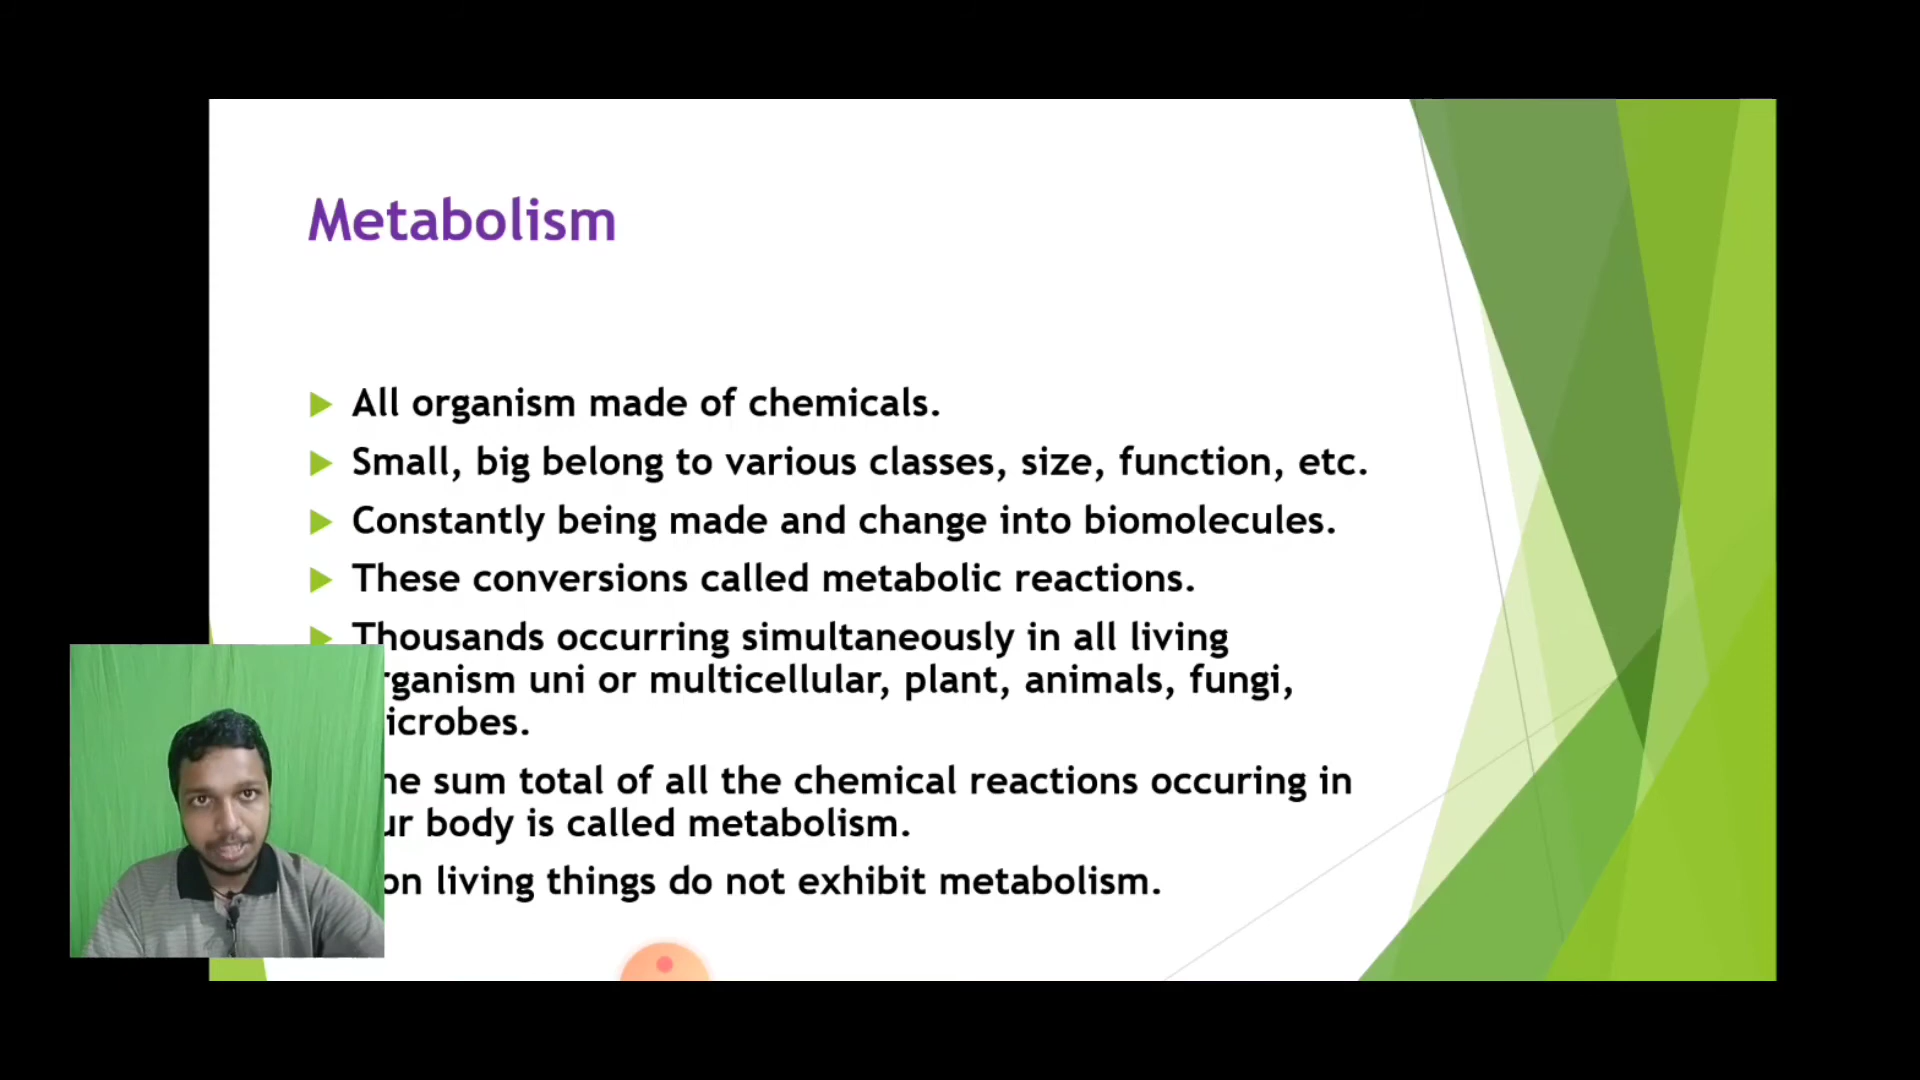 Metabolism
All organism made of chemicals.
Small, big belong to various classes, size, function, etc.
Constantly being made and change into biomolecules.
These conversions called metabolic reactions.
Thousands occurring simultaneously in all living
rganism uni or multicellular, plant, animals, fungi,
icrobes.
he sum total of all the chemical reactions occuring in
ur body is called metabolism.
on living things do not exhibit metabolism.